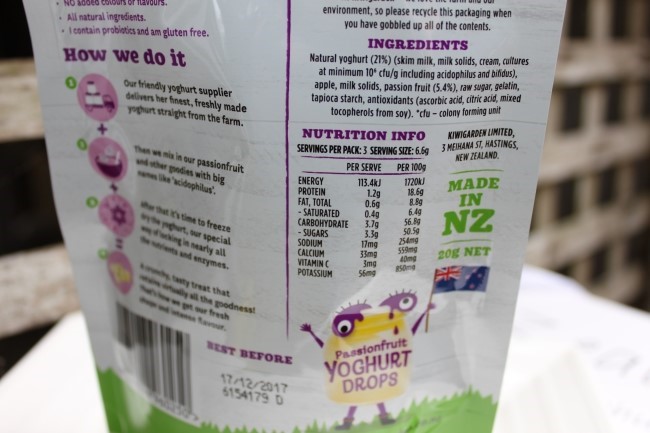 • NO added colours or flavours.
• All natural ingredients.
• I contain probiotics and am gluten free.
How we do it
Our friendly yoghurt supplier
delivers her finest, freshly made
yoghurt straight from the farm.
+
Then we mix in our passionfruit
and other goodies with big
names like 'acidophilus'.
+
After that it's time to freeze
dry the yoghurt, our special
way of locking in nearly all
the nutrients and enzymes.
=
A crunchy, tasty treat that
retains virtually all the goodness!
That's how we get our fresh
shape and intense flavour.
BEST BEFORE
17/12/2017
6154179 D
environment, so please recycle this packaging when
you have gobbled up all of the contents.
INGREDIENTS
Natural yoghurt (21%) (skim milk, milk solids, cream, cultures
at minimum 10⁶ cfu/g including acidophilus and bifidus),
apple, milk solids, passion fruit (5.4%), raw sugar, gelatin,
tapioca starch, antioxidants (ascorbic acid, citric acid, mixed
tocopherols from soy). *cfu – colony forming unit
NUTRITION INFO
SERVINGS PER PACK: 3 SERVING SIZE: 6.6g
PER SERVE PER 100g
ENERGY 113.4kJ 1720kJ
PROTEIN 1.2g 18.6g
FAT, TOTAL 0.6g 8.8g
- SATURATED 0.4g 6.4g
CARBOHYDRATE 3.7g 56.8g
- SUGARS 3.3g 50.5g
SODIUM 17mg 254mg
CALCIUM 33mg 559mg
VITAMIN C 3mg 40mg
POTASSIUM 56mg 850mg
KIWIGARDEN LIMITED,
3 MEIHANA ST, HASTINGS,
NEW ZEALAND.
MADE
IN
NZ
20g NET
Passionfruit
YOGHURT
DROPS